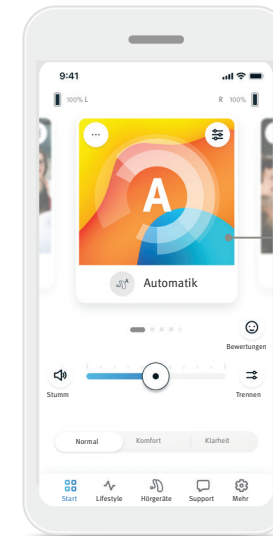 9:41
100% L
R 100%
A
Automatik
Bewertungen
Stumm
Trennen
Normal
Komfort
Klarheit
Start
Lifestyle
Hörgeräte
Support
Mehr